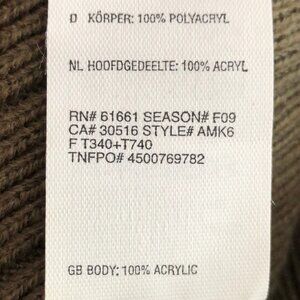 D KÖRPER: 100% POLYACRYL
NL HOOFDGEDEELTE: 100% ACRYL
RN# 61661 SEASON# F09
CA# 30516 STYLE# AMK6
F T340+T740
TNFPO# 4500769782
GB BODY: 100% ACRYLIC